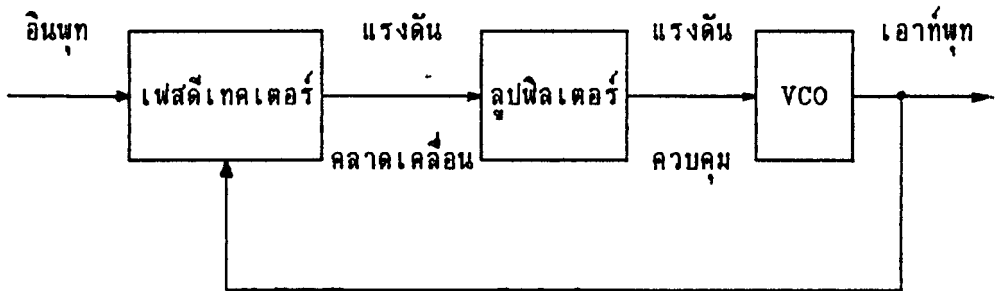 อินพุท
แรงดัน
แรงดัน
เอาท์พุท
เฟสดีเทคเตอร์
ลูปฟิลเตอร์
VCO
คลาดเคลื่อน
ควบคุม